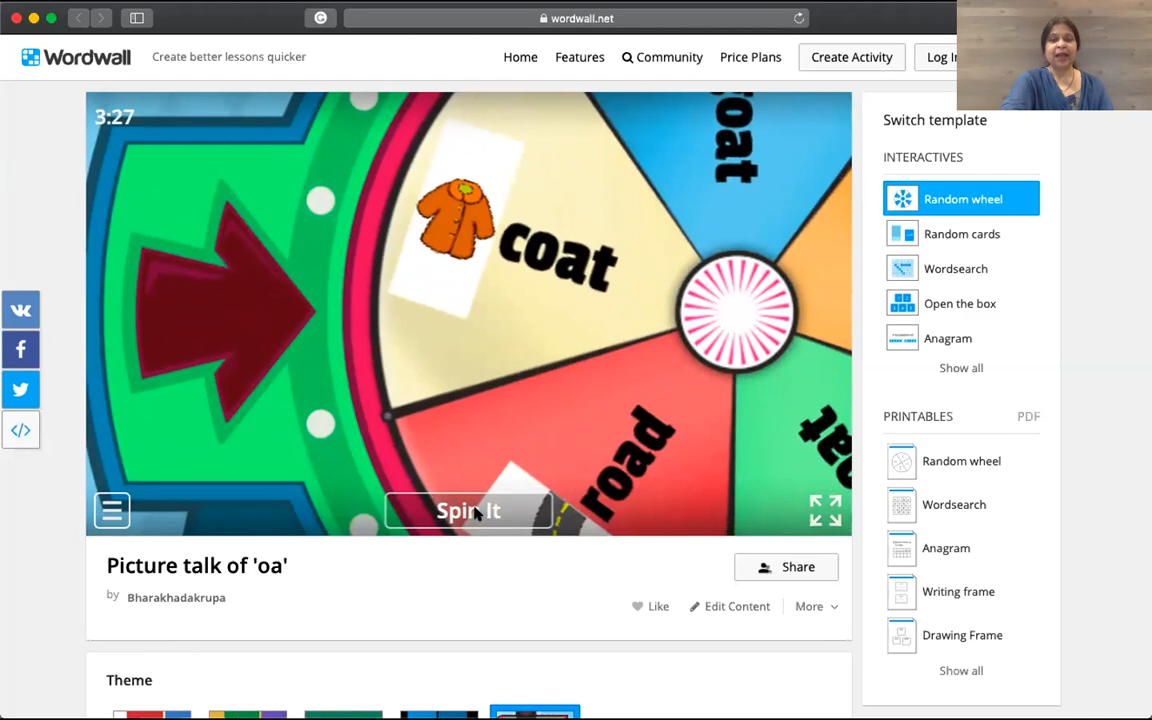 wordwall.net
Wordwall
Create better lessons quicker
Home
Features
Community
Price Plans
Create Activity
Log In
3:27
coat
road
Spin It
Picture talk of 'oa'
by Bharakhadakrupa
Share
Like
Edit Content
More
Theme
Switch template
INTERACTIVES
Random wheel
Random cards
Wordsearch
Open the box
Anagram
Show all
PRINTABLES
PDF
Random wheel
Wordsearch
Anagram
Writing frame
Drawing Frame
Show all